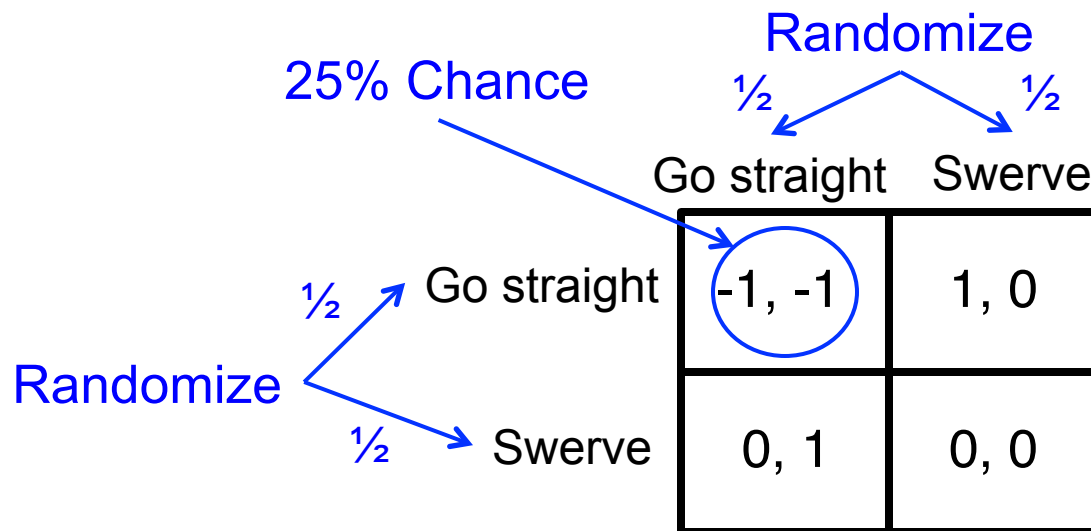 Randomize
25% Chance
½ ½
Go straight Swerve
Go straight -1, -1 1, 0
½
Randomize
½
Swerve 0, 1 0, 0